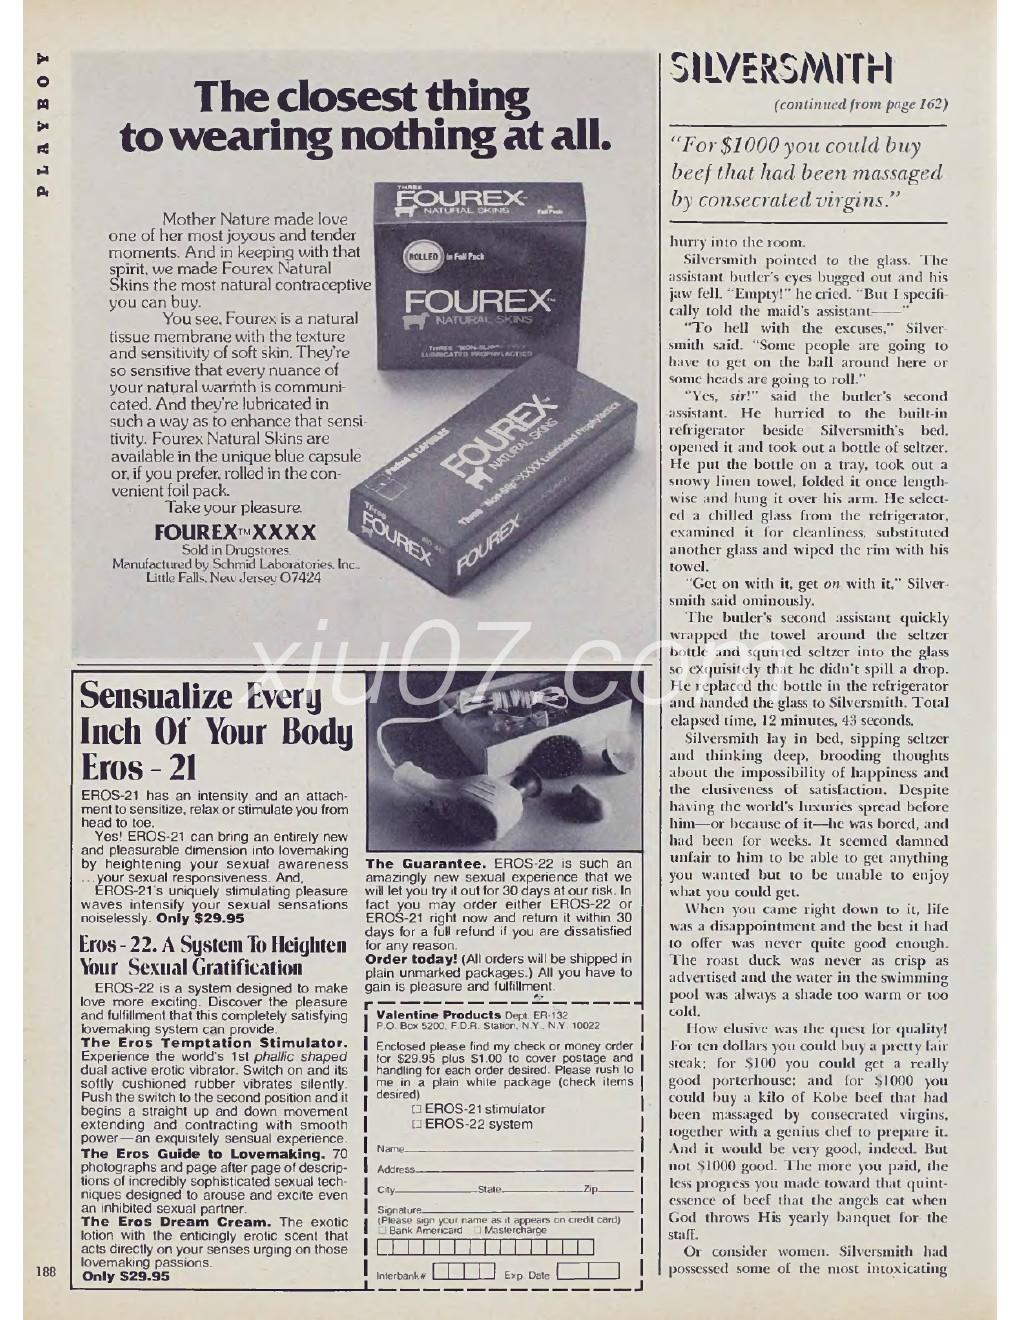 PLAYBOY
The closest thing
to wearing nothing at all.
Mother Nature made love
one of her most joyous and tender
moments. And in keeping with that
spirit, we made Fourex Natural
Skins the most natural contraceptive
you can buy.
You see, Fourex is a natural
tissue membrane with the texture
and sensitivity of soft skin. They're
so sensitive that every nuance of
your natural warmth is communi-
cated. And they're lubricated in
such a way as to enhance that sensi-
tivity. Fourex Natural Skins are
available in the unique blue capsule
or, if you prefer, rolled in the con-
venient foil pack.
Take your pleasure.
FOUREX™XXXX
Sold in Drugstores.
Manufactured by Schmid Laboratories, Inc.,
Little Falls, New Jersey 07424
THREE
FOUREX
NATURAL SKINS
in Foil Pack
ROLLED in Foil Pack
FOUREX™
NATURAL SKINS
THREE "NON-SLIP"
LUBRICATED PROPHYLACTICS
CAPSULES
FOUREX
NATURAL SKINS
Three "Non-Slip" XXXX Lubricated Prophylactics
Three
FOUREX
FOUREX
Sensualize Every
Inch Of Your Body
Eros - 21
EROS-21 has an intensity and an attach-
ment to sensitize, relax or stimulate you from
head to toe.
Yes! EROS-21 can bring an entirely new
and pleasurable dimension into lovemaking
by heightening your sexual awareness
...your sexual responsiveness. And,
EROS-21's uniquely stimulating pleasure
waves intensify your sexual sensations
noiselessly. Only $29.95
Eros - 22. A System To Heighten
Your Sexual Gratification
EROS-22 is a system designed to make
love more exciting. Discover the pleasure
and fulfillment that this completely satisfying
lovemaking system can provide.
The Eros Temptation Stimulator.
Experience the world's 1st phallic shaped
dual active erotic vibrator. Switch on and its
softly cushioned rubber vibrates silently.
Push the switch to the second position and it
begins a straight up and down movement
extending and contracting with smooth
power—an exquisitely sensual experience.
The Eros Guide to Lovemaking. 70
photographs and page after page of descrip-
tions of incredibly sophisticated sexual tech-
niques designed to arouse and excite even
an inhibited sexual partner.
The Eros Dream Cream. The exotic
lotion with the enticingly erotic scent that
acts directly on your senses urging on those
lovemaking passions.
Only $29.95
The Guarantee. EROS-22 is such an
amazingly new sexual experience that we
will let you try it out for 30 days at our risk. In
fact you may order either EROS-22 or
EROS-21 right now and return it within 30
days for a full refund if you are dissatisfied
for any reason.
Order today! (All orders will be shipped in
plain unmarked packages.) All you have to
gain is pleasure and fulfillment.
Valentine Products Dept. ER-132
P.O. Box 5200, F.D.R. Station, N.Y., N.Y. 10022
Enclosed please find my check or money order
for $29.95 plus $1.00 to cover postage and
handling for each order desired. Please rush to
me in a plain white package (check items
desired)
□ EROS-21 stimulator
□ EROS-22 system
Name
Address
City State Zip
Signature
(Please sign your name as it appears on credit card)
□ Bank Americard □ Mastercharge
Interbank# Exp. Date
188
SILVERSMITH
(continued from page 162)
"For $1000 you could buy
beef that had been massaged
by consecrated virgins."
hurry into the room.
Silversmith pointed to the glass. The
assistant butler's eyes bugged out and his
jaw fell. "Empty!" he cried. "But I specifi-
cally told the maid's assistant——"
"To hell with the excuses," Silver-
smith said. "Some people are going to
have to get on the ball around here or
some heads are going to roll."
"Yes, sir!" said the butler's second
assistant. He hurried to the built-in
refrigerator beside Silversmith's bed,
opened it and took out a bottle of seltzer.
He put the bottle on a tray, took out a
snowy linen towel, folded it once length-
wise and hung it over his arm. He select-
ed a chilled glass from the refrigerator,
examined it for cleanliness, substituted
another glass and wiped the rim with his
towel.
"Get on with it, get on with it," Silver-
smith said ominously.
The butler's second assistant quickly
wrapped the towel around the seltzer
bottle and squirted seltzer into the glass
so exquisitely that he didn't spill a drop.
He replaced the bottle in the refrigerator
and handed the glass to Silversmith. Total
elapsed time, 12 minutes, 43 seconds.
Silversmith lay in bed, sipping seltzer
and thinking deep, brooding thoughts
about the impossibility of happiness and
the elusiveness of satisfaction. Despite
having the world's luxuries spread before
him—or because of it—he was bored, and
had been for weeks. It seemed damned
unfair to him to be able to get anything
you wanted but to be unable to enjoy
what you could get.
When you came right down to it, life
was a disappointment and the best it had
to offer was never quite good enough.
The roast duck was never as crisp as
advertised and the water in the swimming
pool was always a shade too warm or too
cold.
How elusive was the quest for quality!
For ten dollars you could buy a pretty fair
steak; for $100 you could get a really
good porterhouse; and for $1000 you
could buy a kilo of Kobe beef that had
been massaged by consecrated virgins,
together with a genius chef to prepare it.
And it would be very good, indeed. But
not $1000 good. The more you paid, the
less progress you made toward that quint-
essence of beef that the angels eat when
God throws His yearly banquet for the
staff.
Or consider women. Silversmith had
possessed some of the most intoxicating
xiu07.com